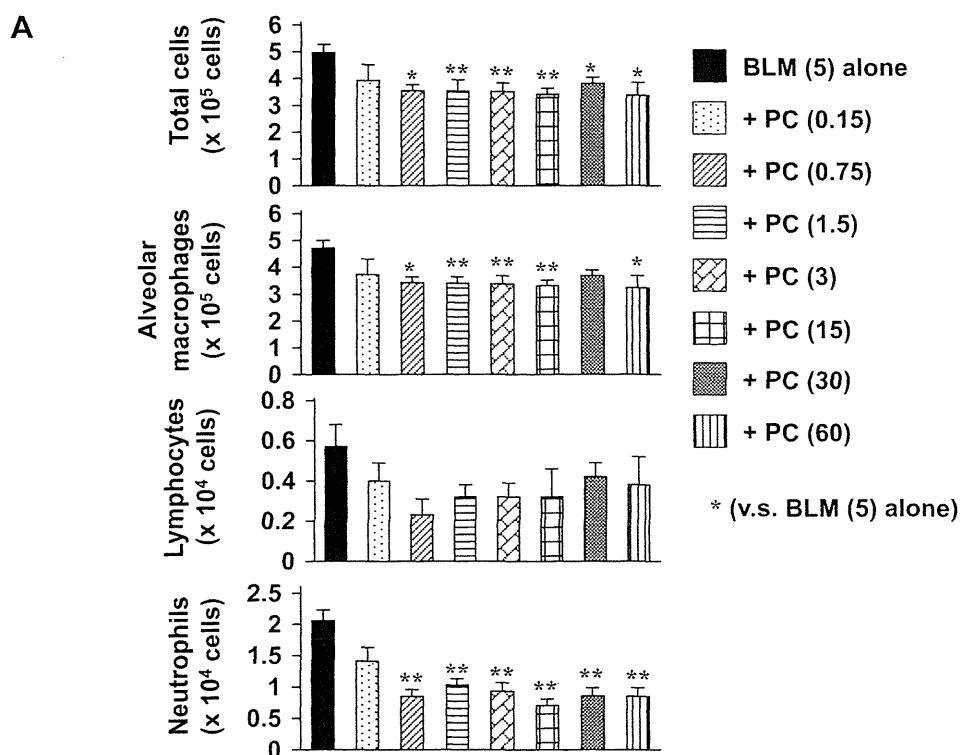 A
Total cells
(x 10⁵ cells)
6
5
4
3
2
1
0
*
**
**
**
*
*
Alveolar
macrophages
(x 10⁵ cells)
6
5
4
3
2
1
0
*
**
**
**
*
Lymphocytes
(x 10⁴ cells)
0.8
0.6
0.4
0.2
0
Neutrophils
(x 10⁴ cells)
2.5
2
1.5
1
0.5
0
**
**
**
**
**
**
BLM (5) alone
+ PC (0.15)
+ PC (0.75)
+ PC (1.5)
+ PC (3)
+ PC (15)
+ PC (30)
+ PC (60)
* (v.s. BLM (5) alone)